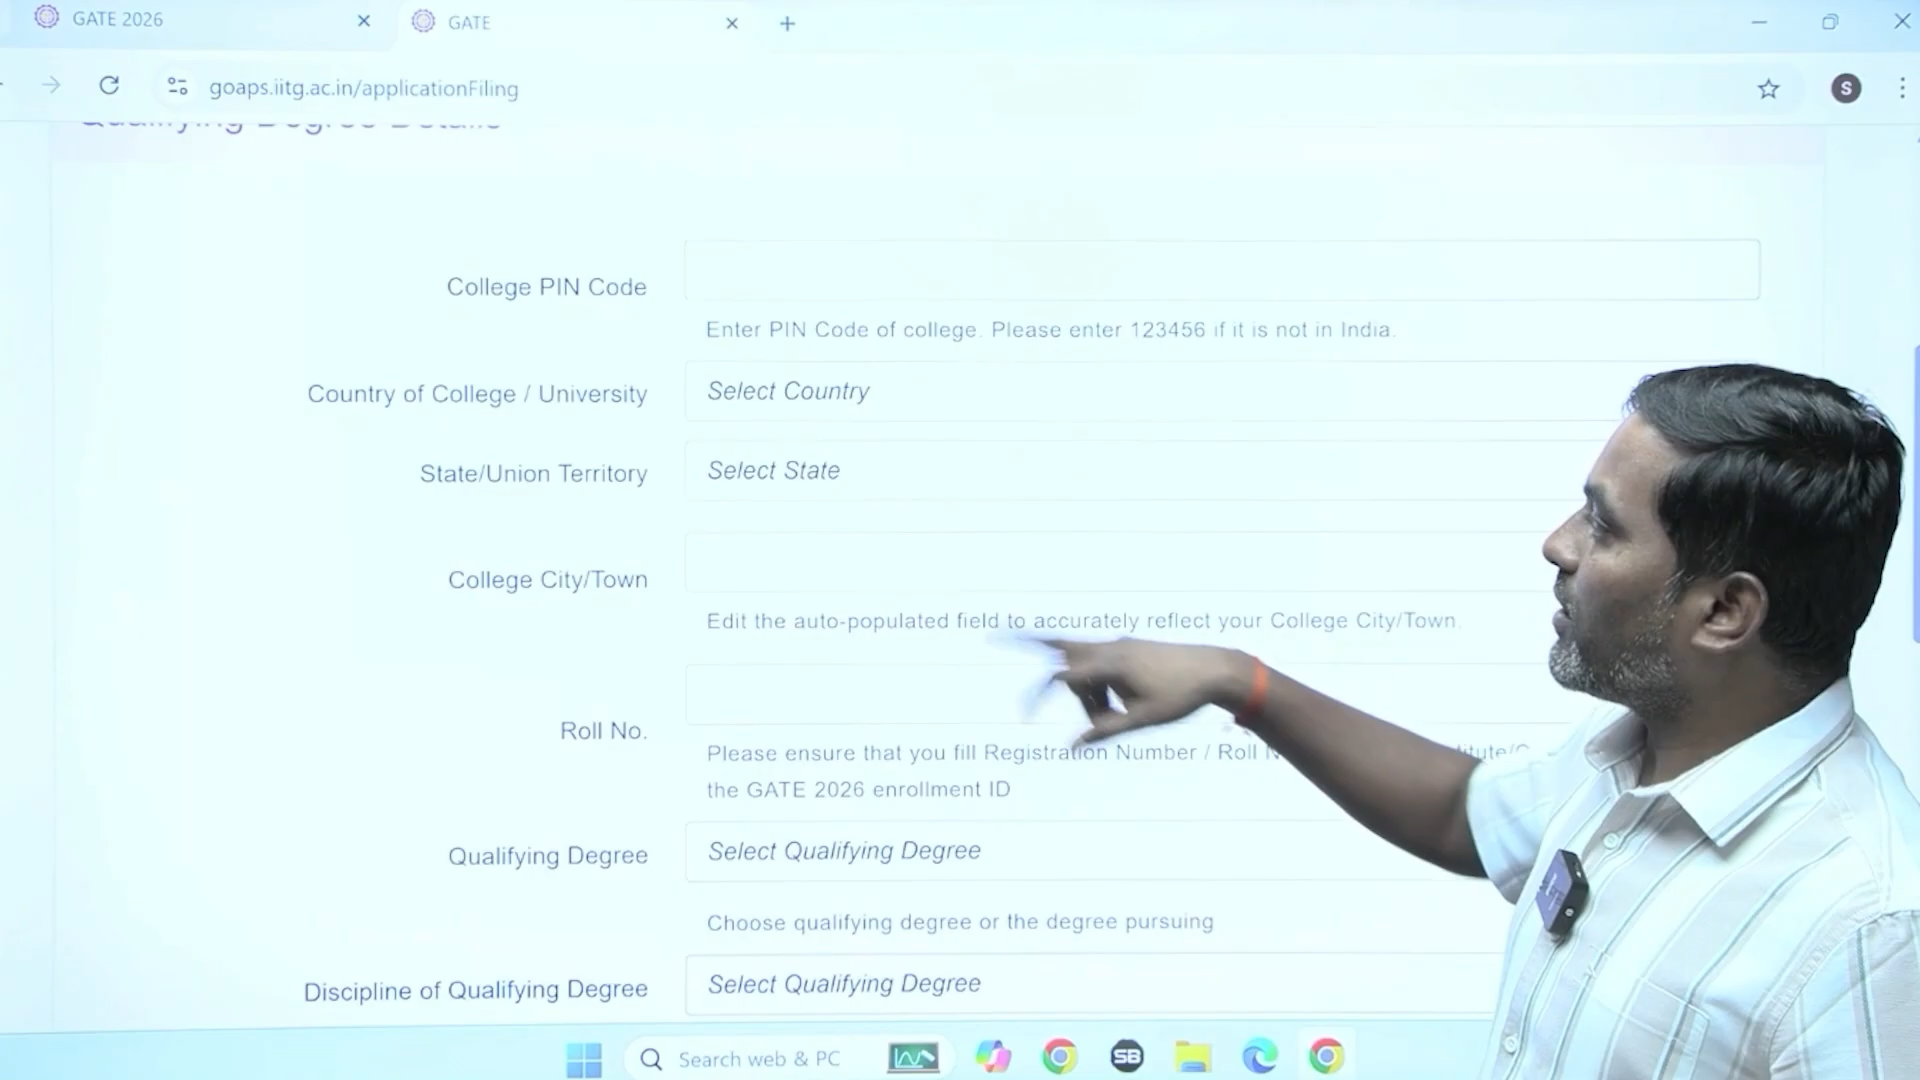 GATE 2026
GATE
goaps.iitg.ac.in/applicationFiling
S
Qualifying Degree Details
College PIN Code
Enter PIN Code of college. Please enter 123456 if it is not in India.
Country of College / University
Select Country
State/Union Territory
Select State
College City/Town
Edit the auto-populated field to accurately reflect your College City/Town.
Roll No.
Please ensure that you fill Registration Number / Roll
the GATE 2026 enrollment ID
Qualifying Degree
Select Qualifying Degree
Choose qualifying degree or the degree pursuing
Discipline of Qualifying Degree
Select Qualifying Degree
Search web & PC
SB